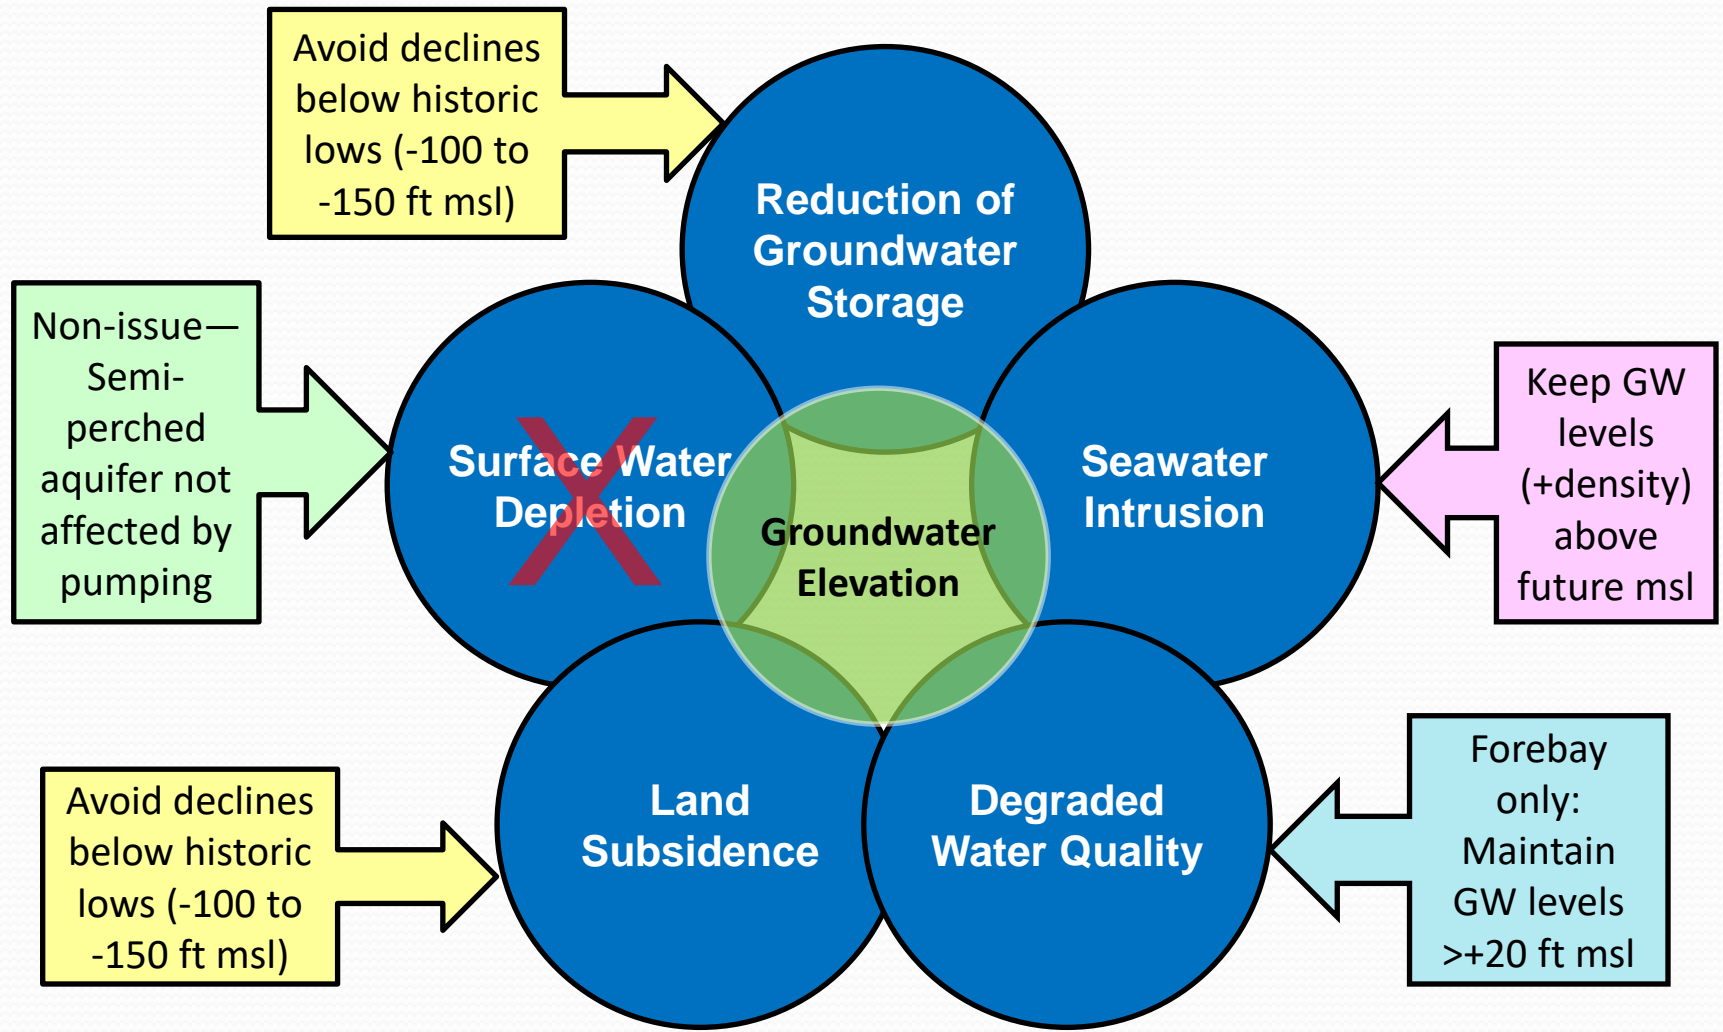 Avoid declines
below historic
lows (-100 to
-150 ft msl)
Reduction of
Groundwater
Storage
Non-issue—
Semi-
perched
aquifer not
affected by
pumping
Surface Water
Depletion
X
Groundwater
Elevation
Seawater
Intrusion
Keep GW
levels
(+density)
above
future msl
Avoid declines
below historic
lows (-100 to
-150 ft msl)
Land
Subsidence
Degraded
Water Quality
Forebay
only:
Maintain
GW levels
>+20 ft msl